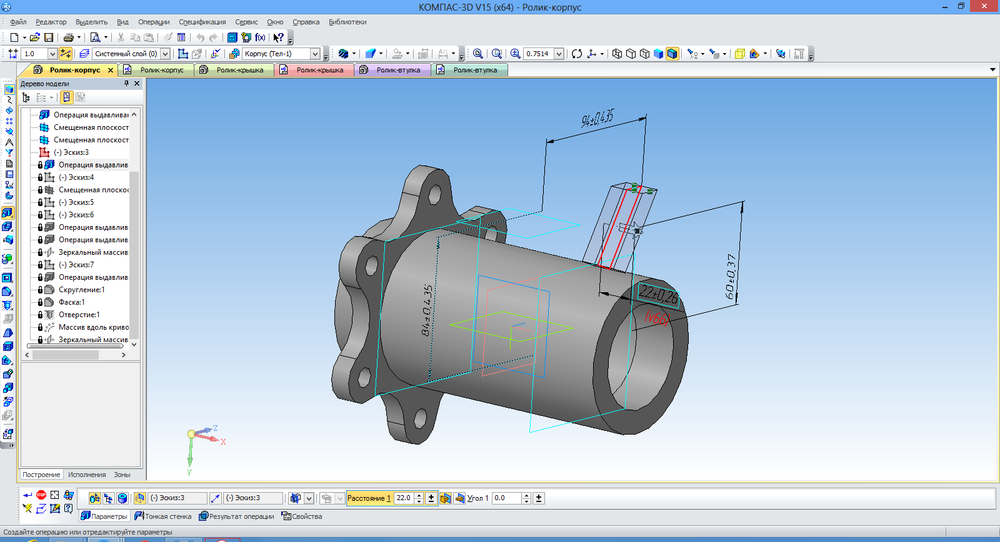 КОМПАС-3D V15 (x64) - Ролик-корпус
Файл Редактор Выделить Вид Операции Спецификация Сервис Окно Справка Библиотеки
f(x)
1.0 Системный слой (0) Корпус (Тел-1) 0.7514
Ролик-корпус Ролик-корпус Ролик-крышка Ролик-крышка Ролик-втулка Ролик-втулка
Дерево модели
Операция выдавливан
Смещенная плоскост
Смещенная плоскост
(-) Эскиз:3
Операция выдавлив
(-) Эскиз:4
Смещенная плоскос
(-) Эскиз:5
(-) Эскиз:6
Операция выдавлив
Операция выдавлив
Зеркальный массив
(-) Эскиз:7
Операция выдавлив
Скругление:1
Фаска:1
Отверстие:1
Массив вдоль криво
Зеркальный массив
94±0,435
60±0,37
22±0,26
84±0,435
Z
X
Y
Построение Исполнения Зоны
STOP (-) Эскиз:3 (-) Эскиз:3 Расстояние 1 22.0 Угол 1 0.0
Параметры Тонкая стенка Результат операции Свойства
Создайте операцию или отредактируйте параметры